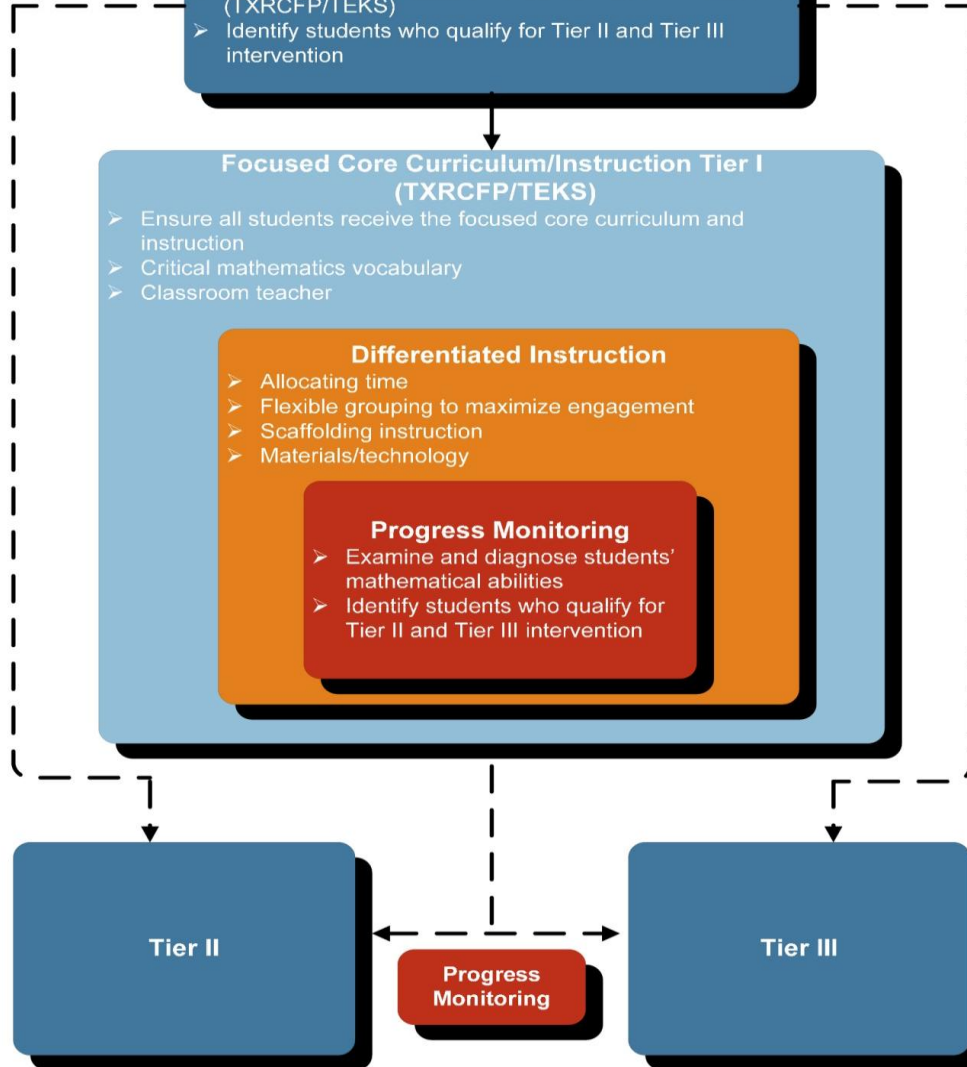 (TXRCFP/TEKS)
➢ Identify students who qualify for Tier II and Tier III
intervention
Focused Core Curriculum/Instruction Tier I
(TXRCFP/TEKS)
➢ Ensure all students receive the focused core curriculum and
instruction
➢ Critical mathematics vocabulary
➢ Classroom teacher
Differentiated Instruction
➢ Allocating time
➢ Flexible grouping to maximize engagement
➢ Scaffolding instruction
➢ Materials/technology
Progress Monitoring
➢ Examine and diagnose students’
mathematical abilities
➢ Identify students who qualify for
Tier II and Tier III intervention
Tier II
Tier III
Progress
Monitoring